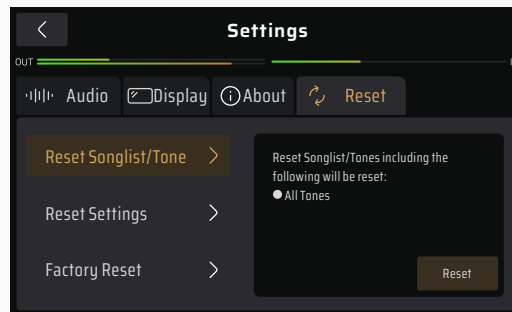 Settings
OUT
Audio
Display
About
Reset
Reset Songlist/Tone
Reset Settings
Factory Reset
Reset Songlist/Tones including the
following will be reset:
All Tones
Reset